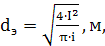 dэ = √(4·I²/(π·i)), м,